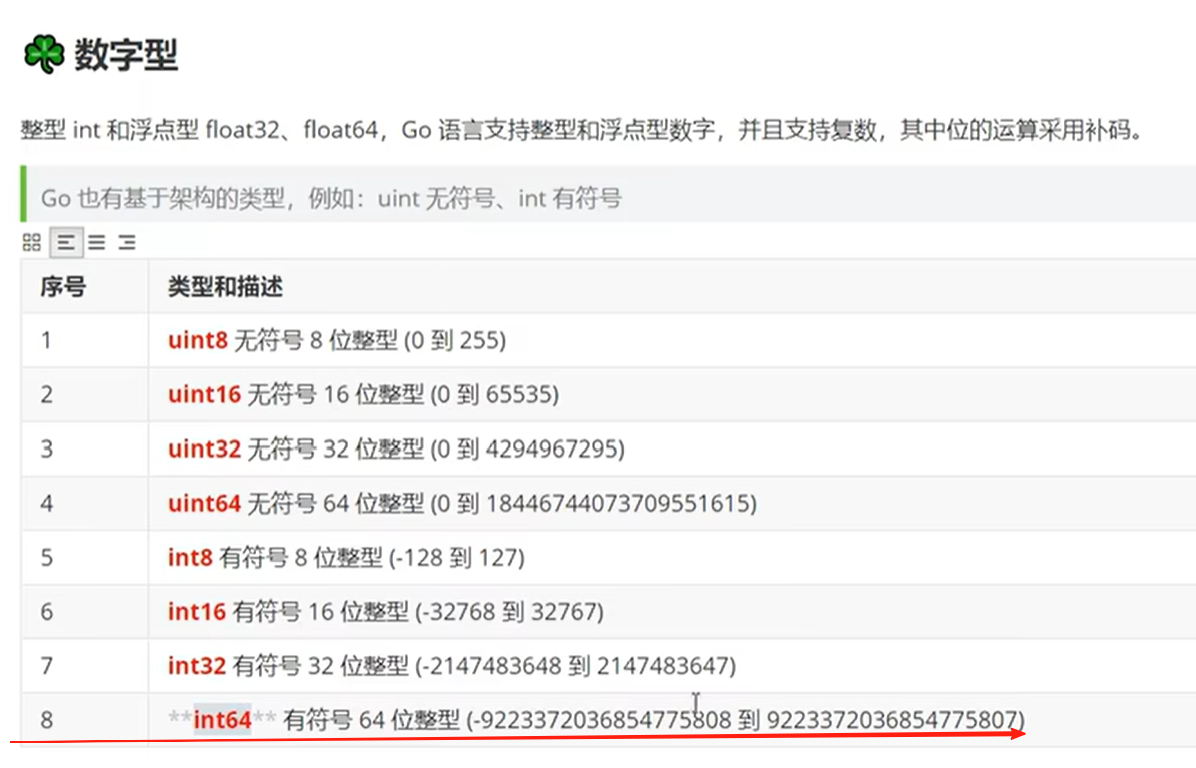 🍀 数字型
整型 int 和浮点型 float32、float64，Go 语言支持整型和浮点型数字，并且支持复数，其中位的运算采用补码。
Go 也有基于架构的类型，例如：uint 无符号、int 有符号
序号 类型和描述
1 uint8 无符号 8 位整型 (0 到 255)
2 uint16 无符号 16 位整型 (0 到 65535)
3 uint32 无符号 32 位整型 (0 到 4294967295)
4 uint64 无符号 64 位整型 (0 到 18446744073709551615)
5 int8 有符号 8 位整型 (-128 到 127)
6 int16 有符号 16 位整型 (-32768 到 32767)
7 int32 有符号 32 位整型 (-2147483648 到 2147483647)
8 **int64** 有符号 64 位整型 (-9223372036854775808 到 9223372036854775807)